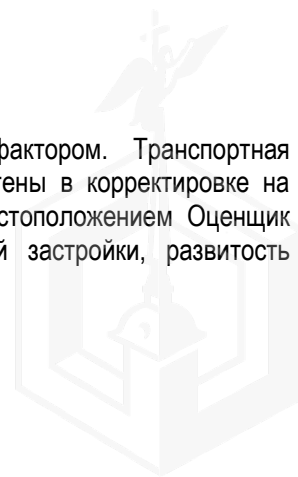 фактором. Транспортная
тены в корректировке на
стоположением Оценщик
й застройки, развитость